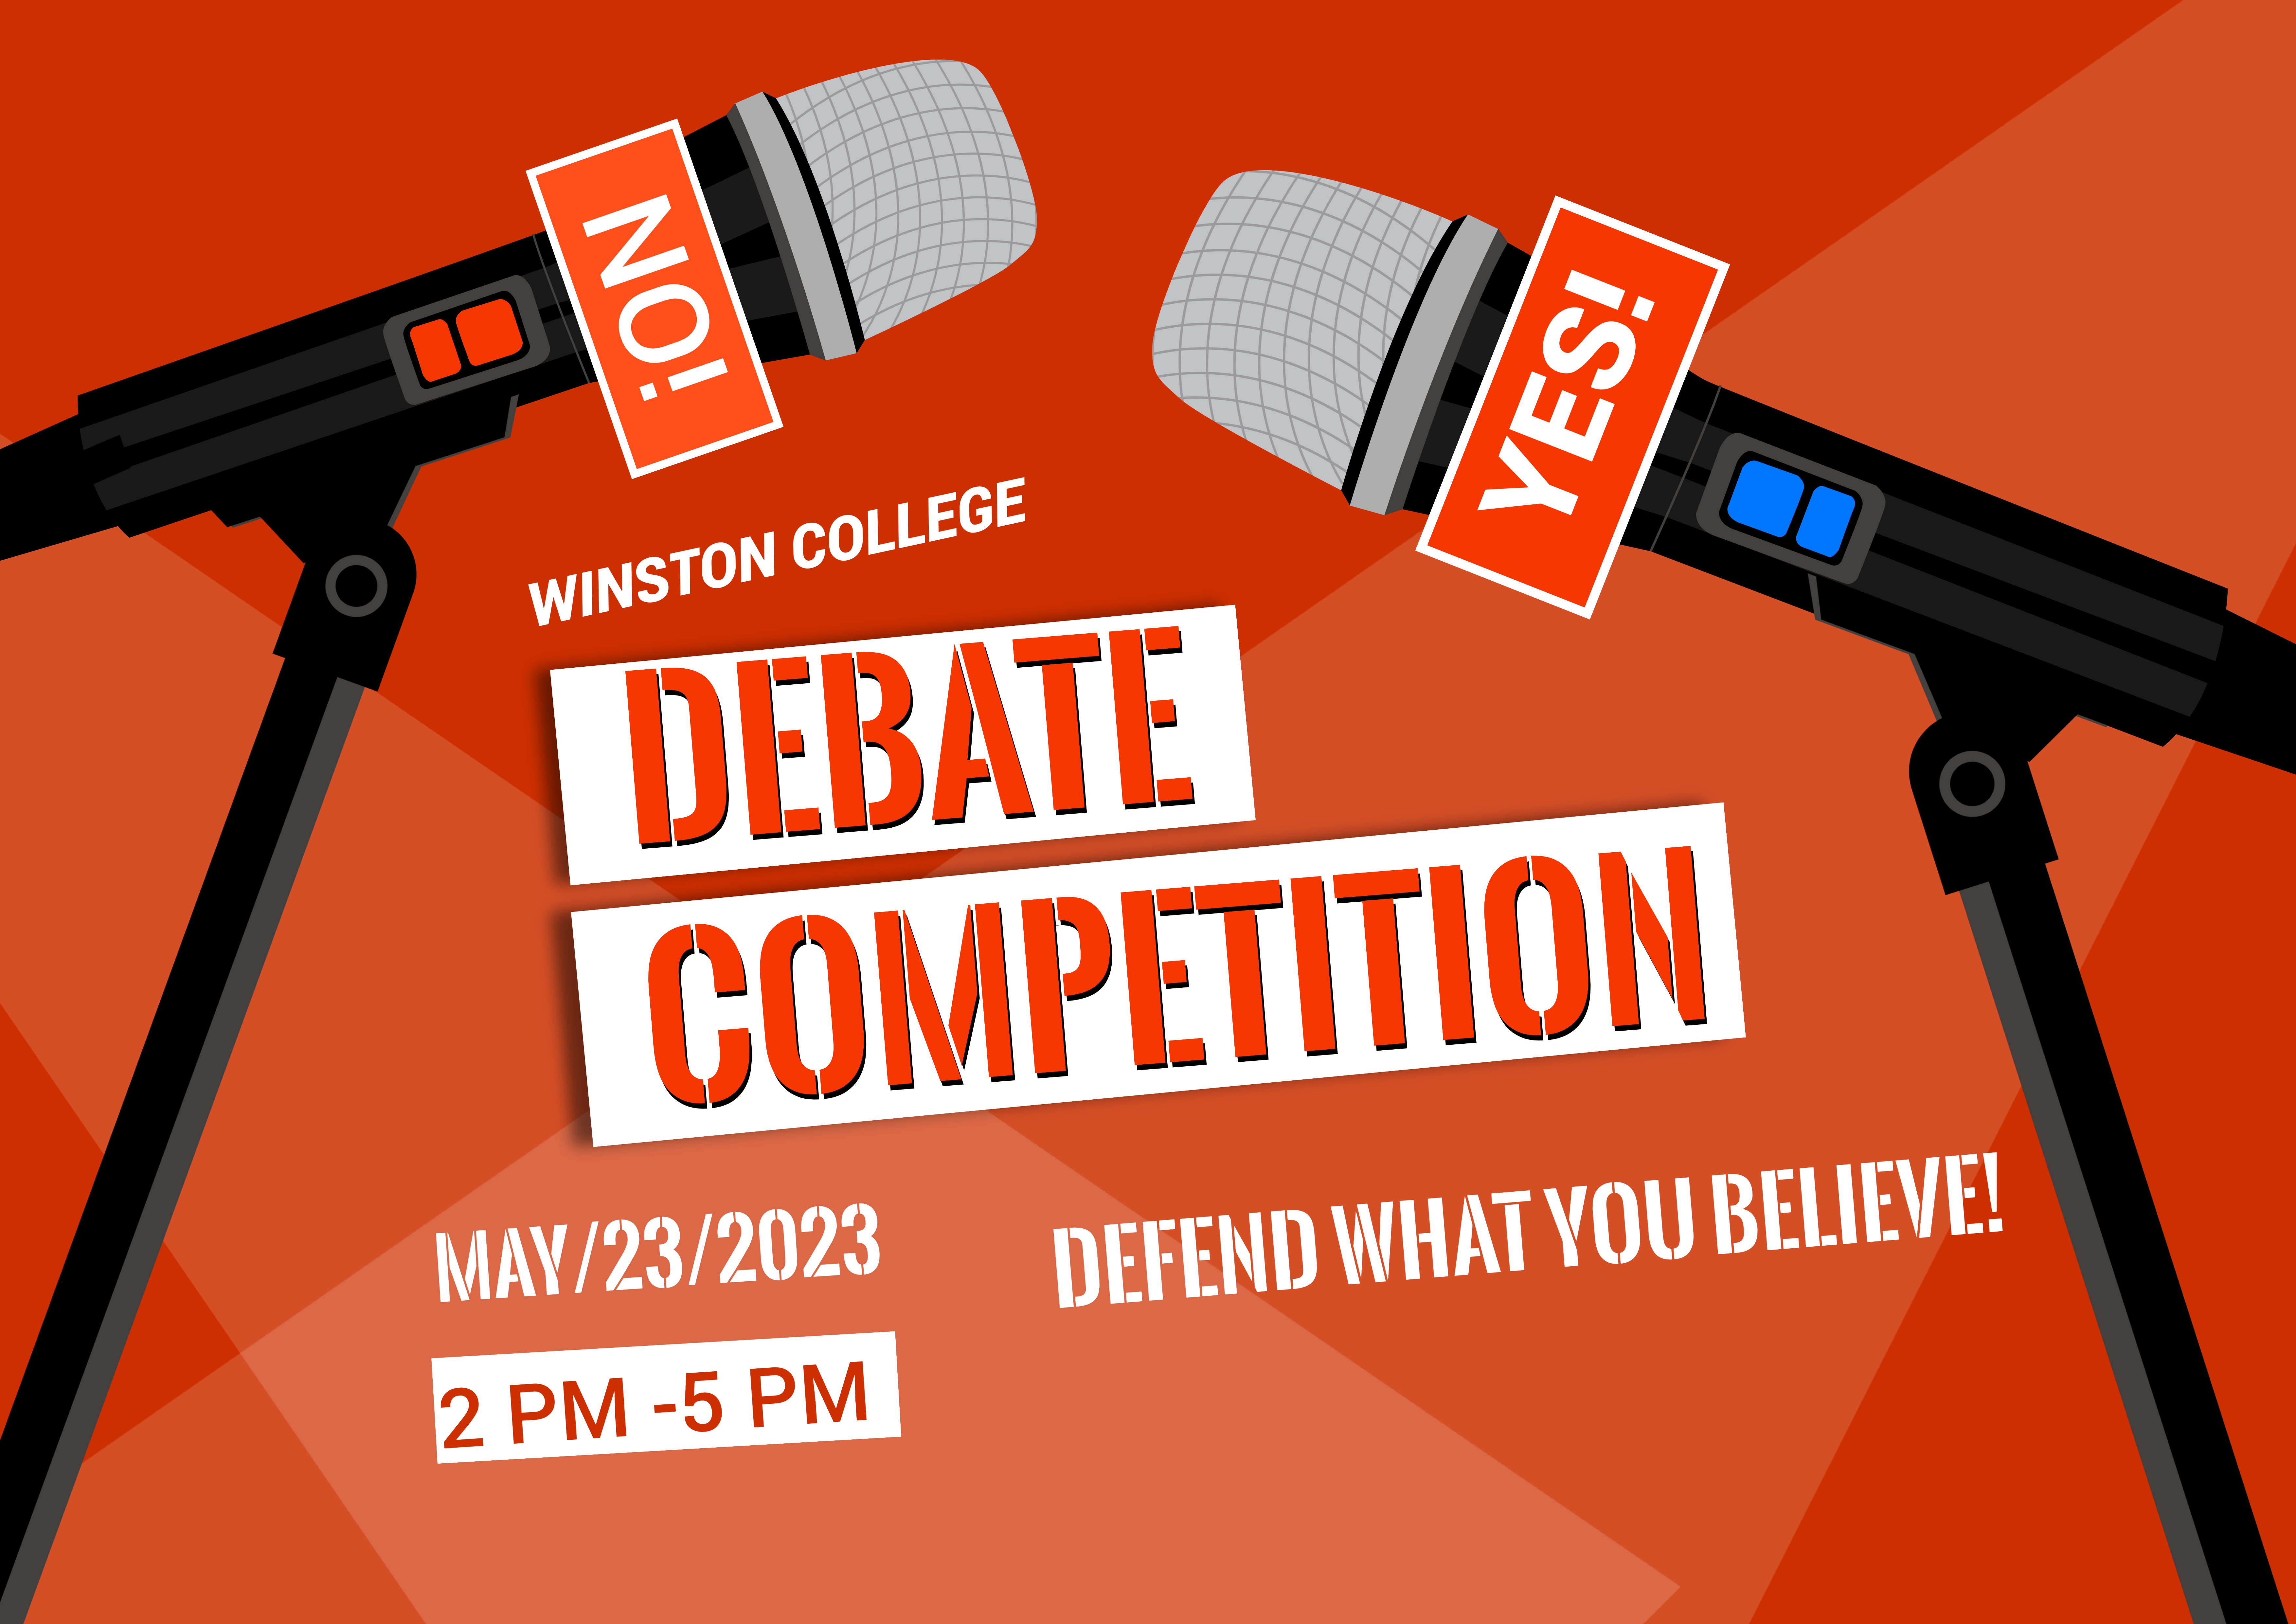 NO!
YES!
WINSTON COLLEGE
DEBATE
COMPETITION
MAY/23/2023
DEFEND WHAT YOU BELIEVE!
2 PM -5 PM